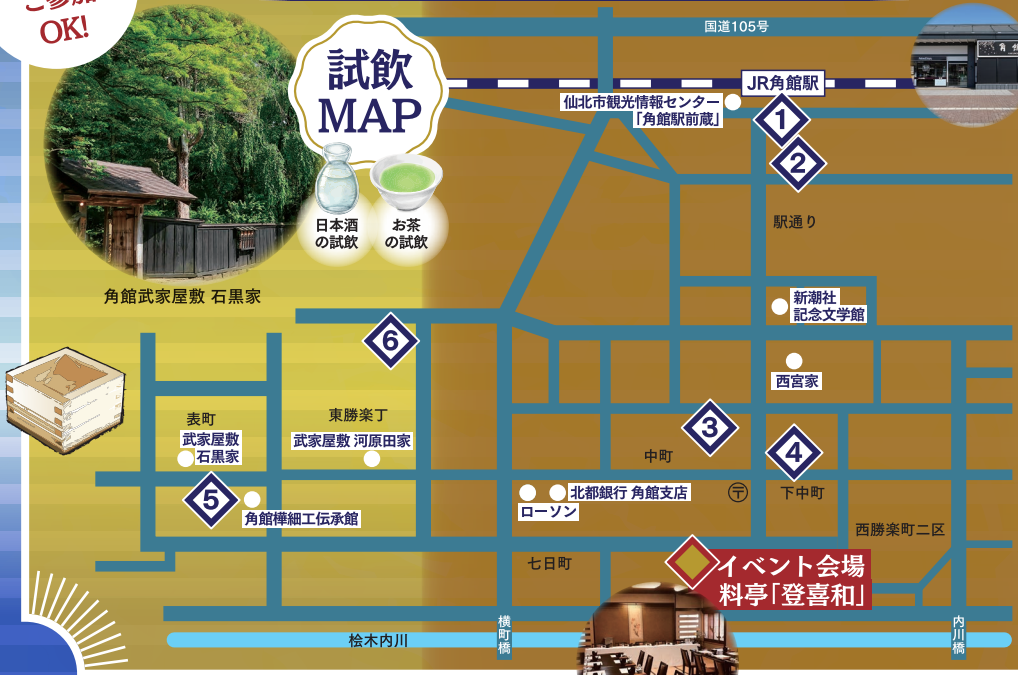 ご参加
OK!
試飲
MAP
日本酒
の試飲
お茶
の試飲
国道105号
JR角館駅
仙北市観光情報センター
「角館駅前蔵」
1
2
駅通り
角館武家屋敷 石黒家
新潮社
記念文学館
6
西宮家
表町
東勝楽丁
武家屋敷
石黒家
武家屋敷 河原田家
3
中町
4
下中町
5
角館樺細工伝承館
北都銀行 角館支店
ローソン
〒
西勝楽町二区
七日町
イベント会場
料亭「登喜和」
桧木内川
横町橋
内川橋